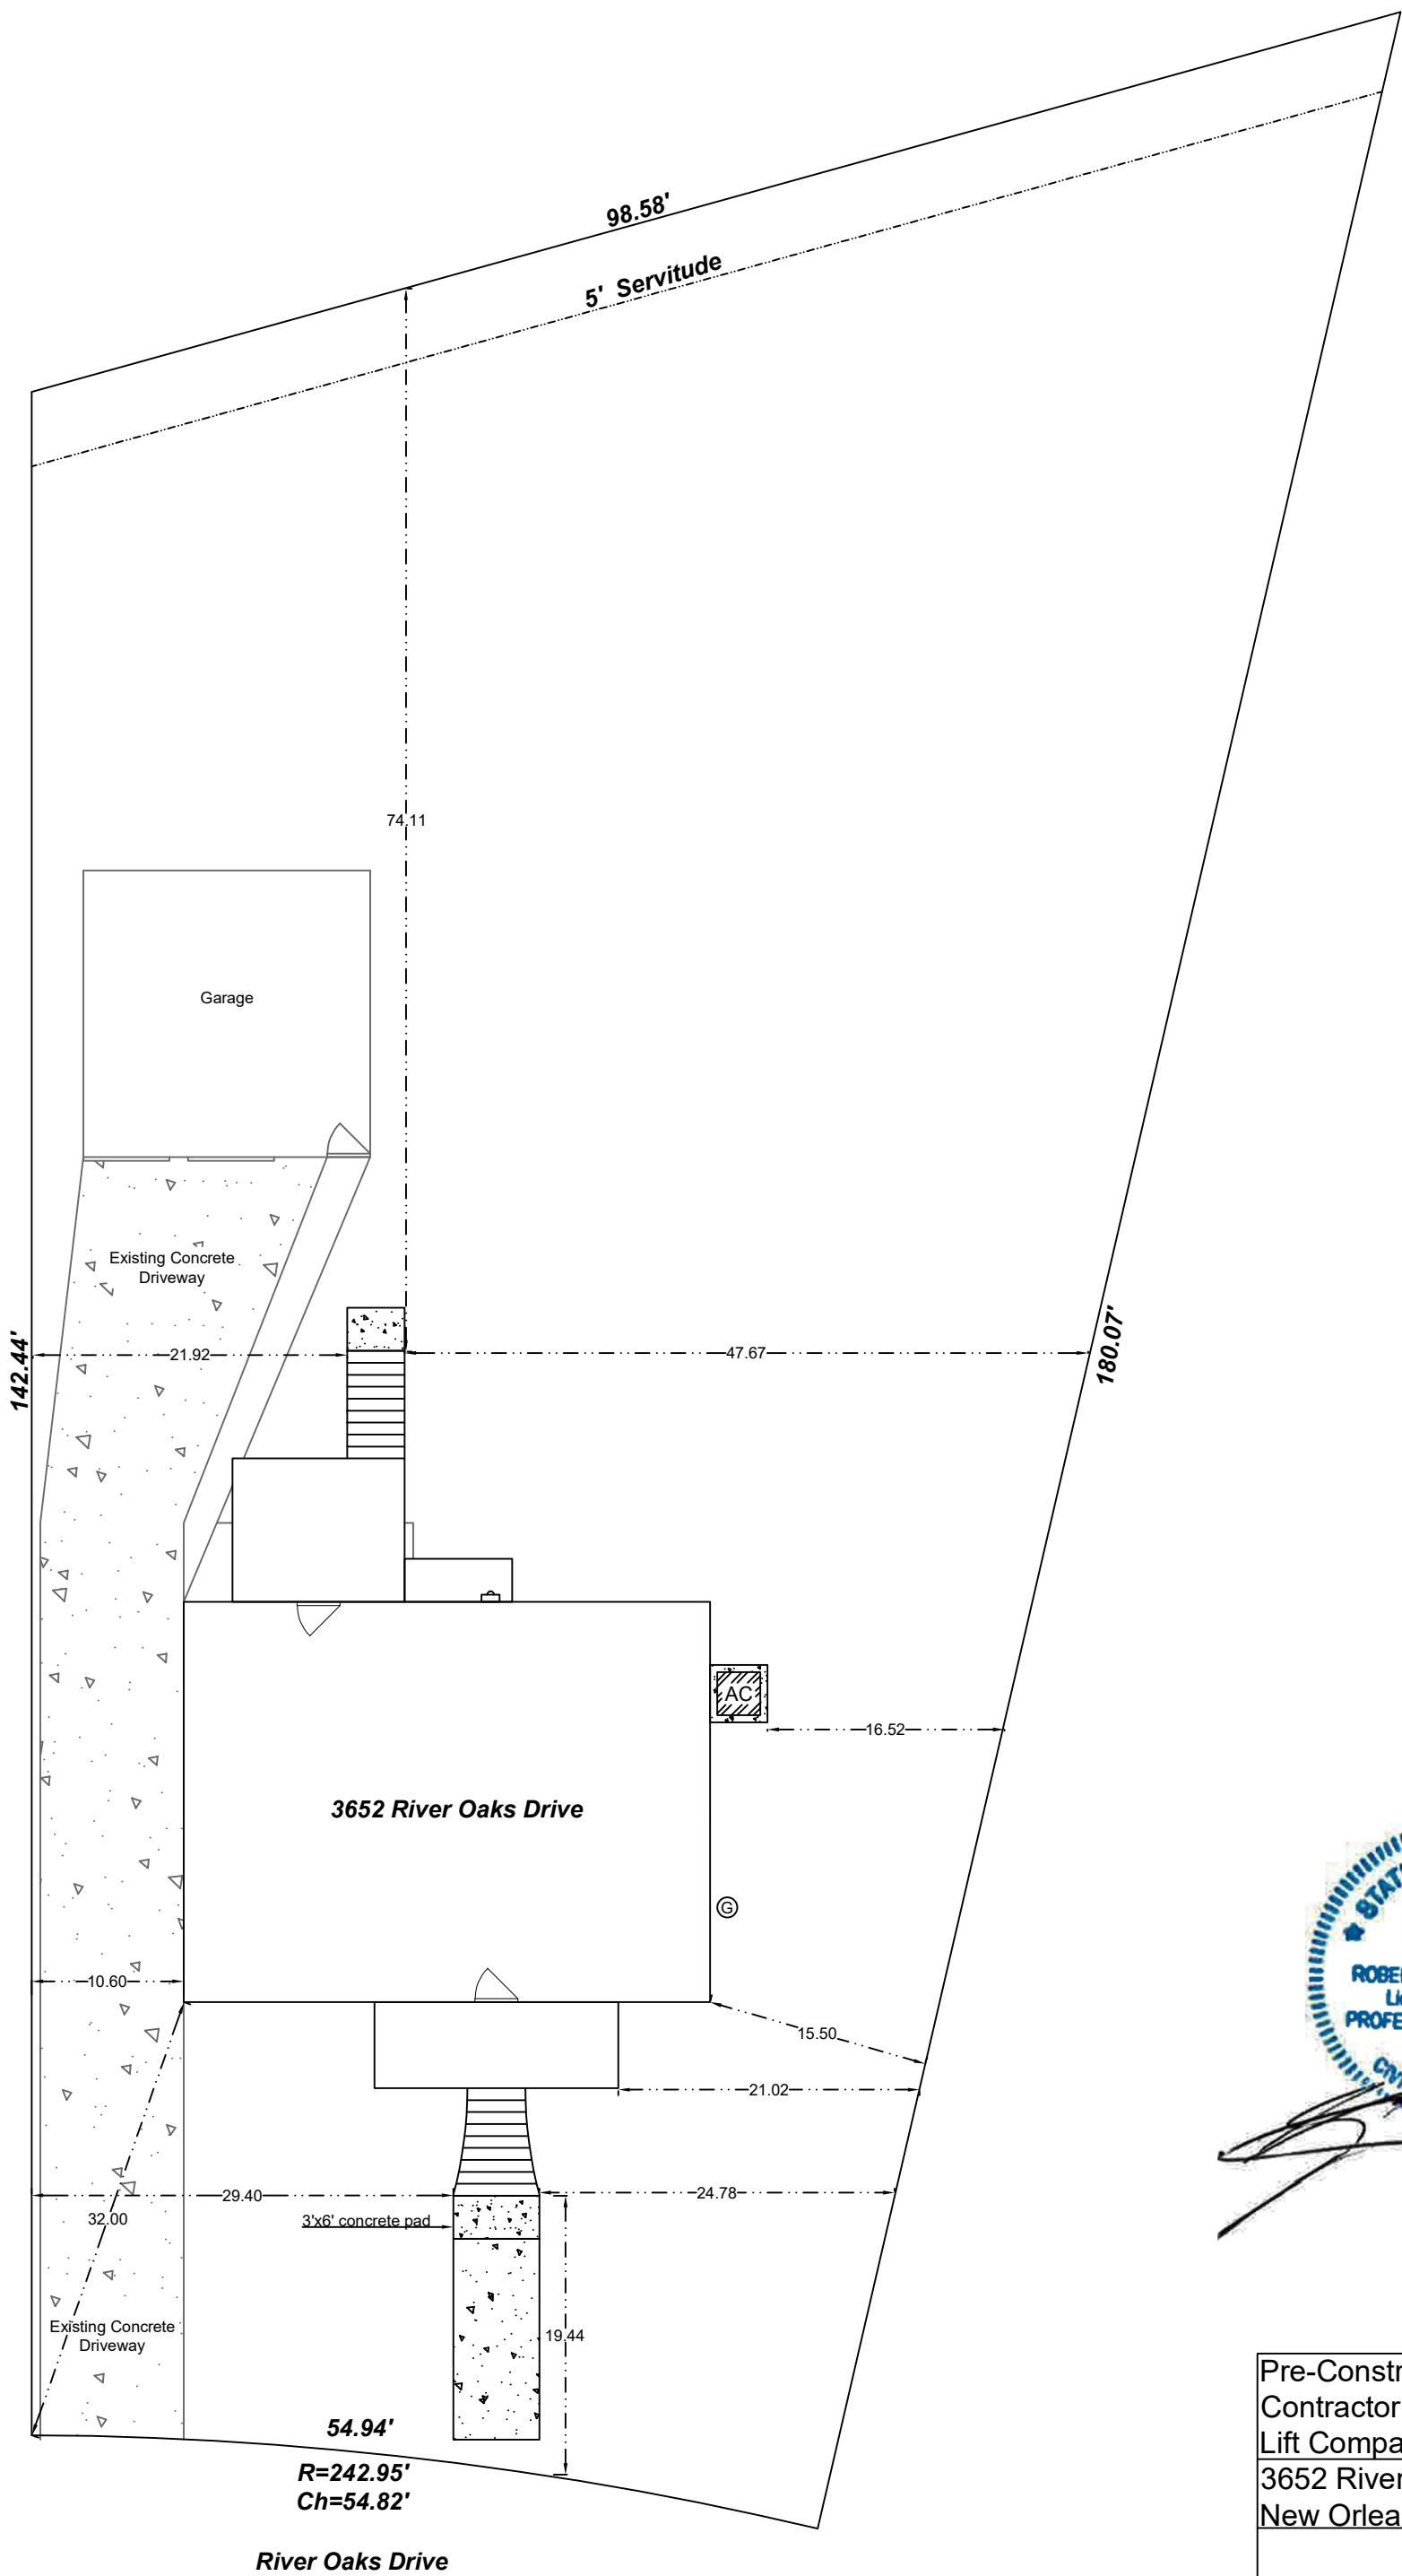 98.58'
5' Servitude
74.11
Garage
Existing Concrete
Driveway
142.44'
21.92
47.67
180.07'
AC
16.52
3652 River Oaks Drive
G
10.60
15.50
21.02
29.40
24.78
32.00
3'x6' concrete pad
Existing Concrete
Driveway
19.44
54.94'
R=242.95'
Ch=54.82'
River Oaks Drive
Pre-Constr
Contractor
Lift Compa
3652 River
New Orlea